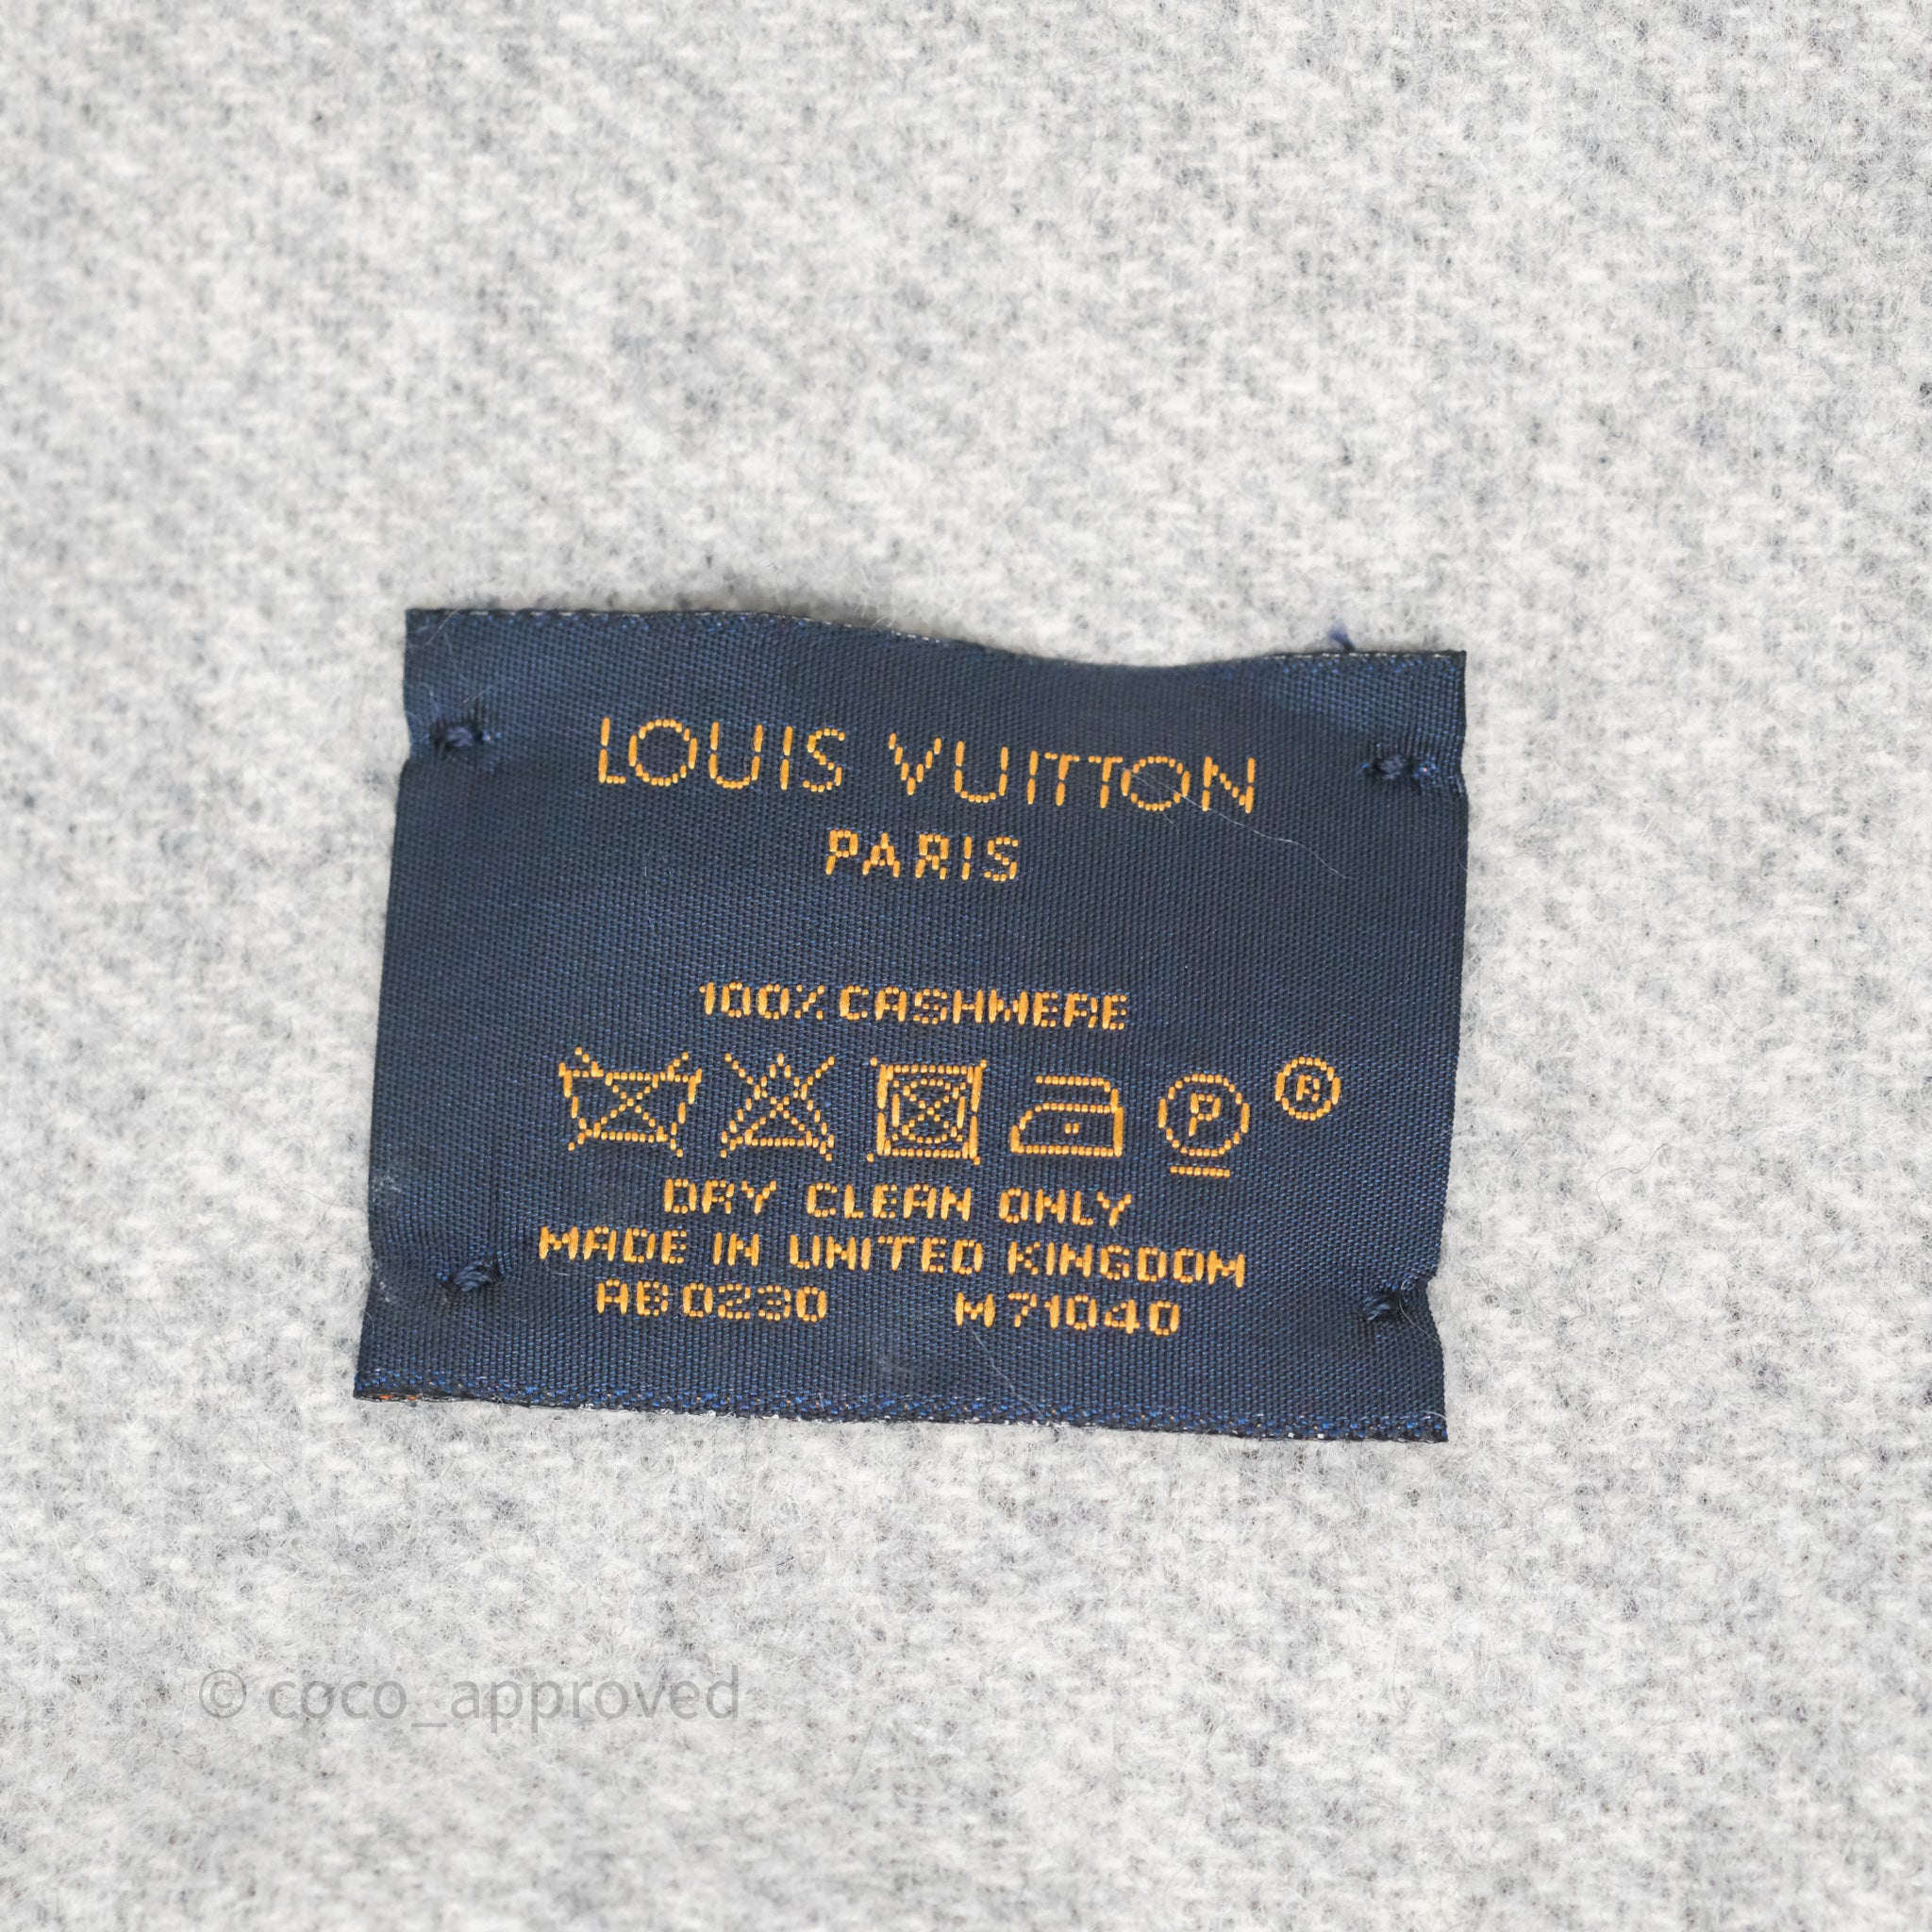 LOUIS VUITTON
PARIS
100% CASHMERE
P ®
DRY CLEAN ONLY
MADE IN UNITED KINGDOM
AB0230 M71040
© coco_approved